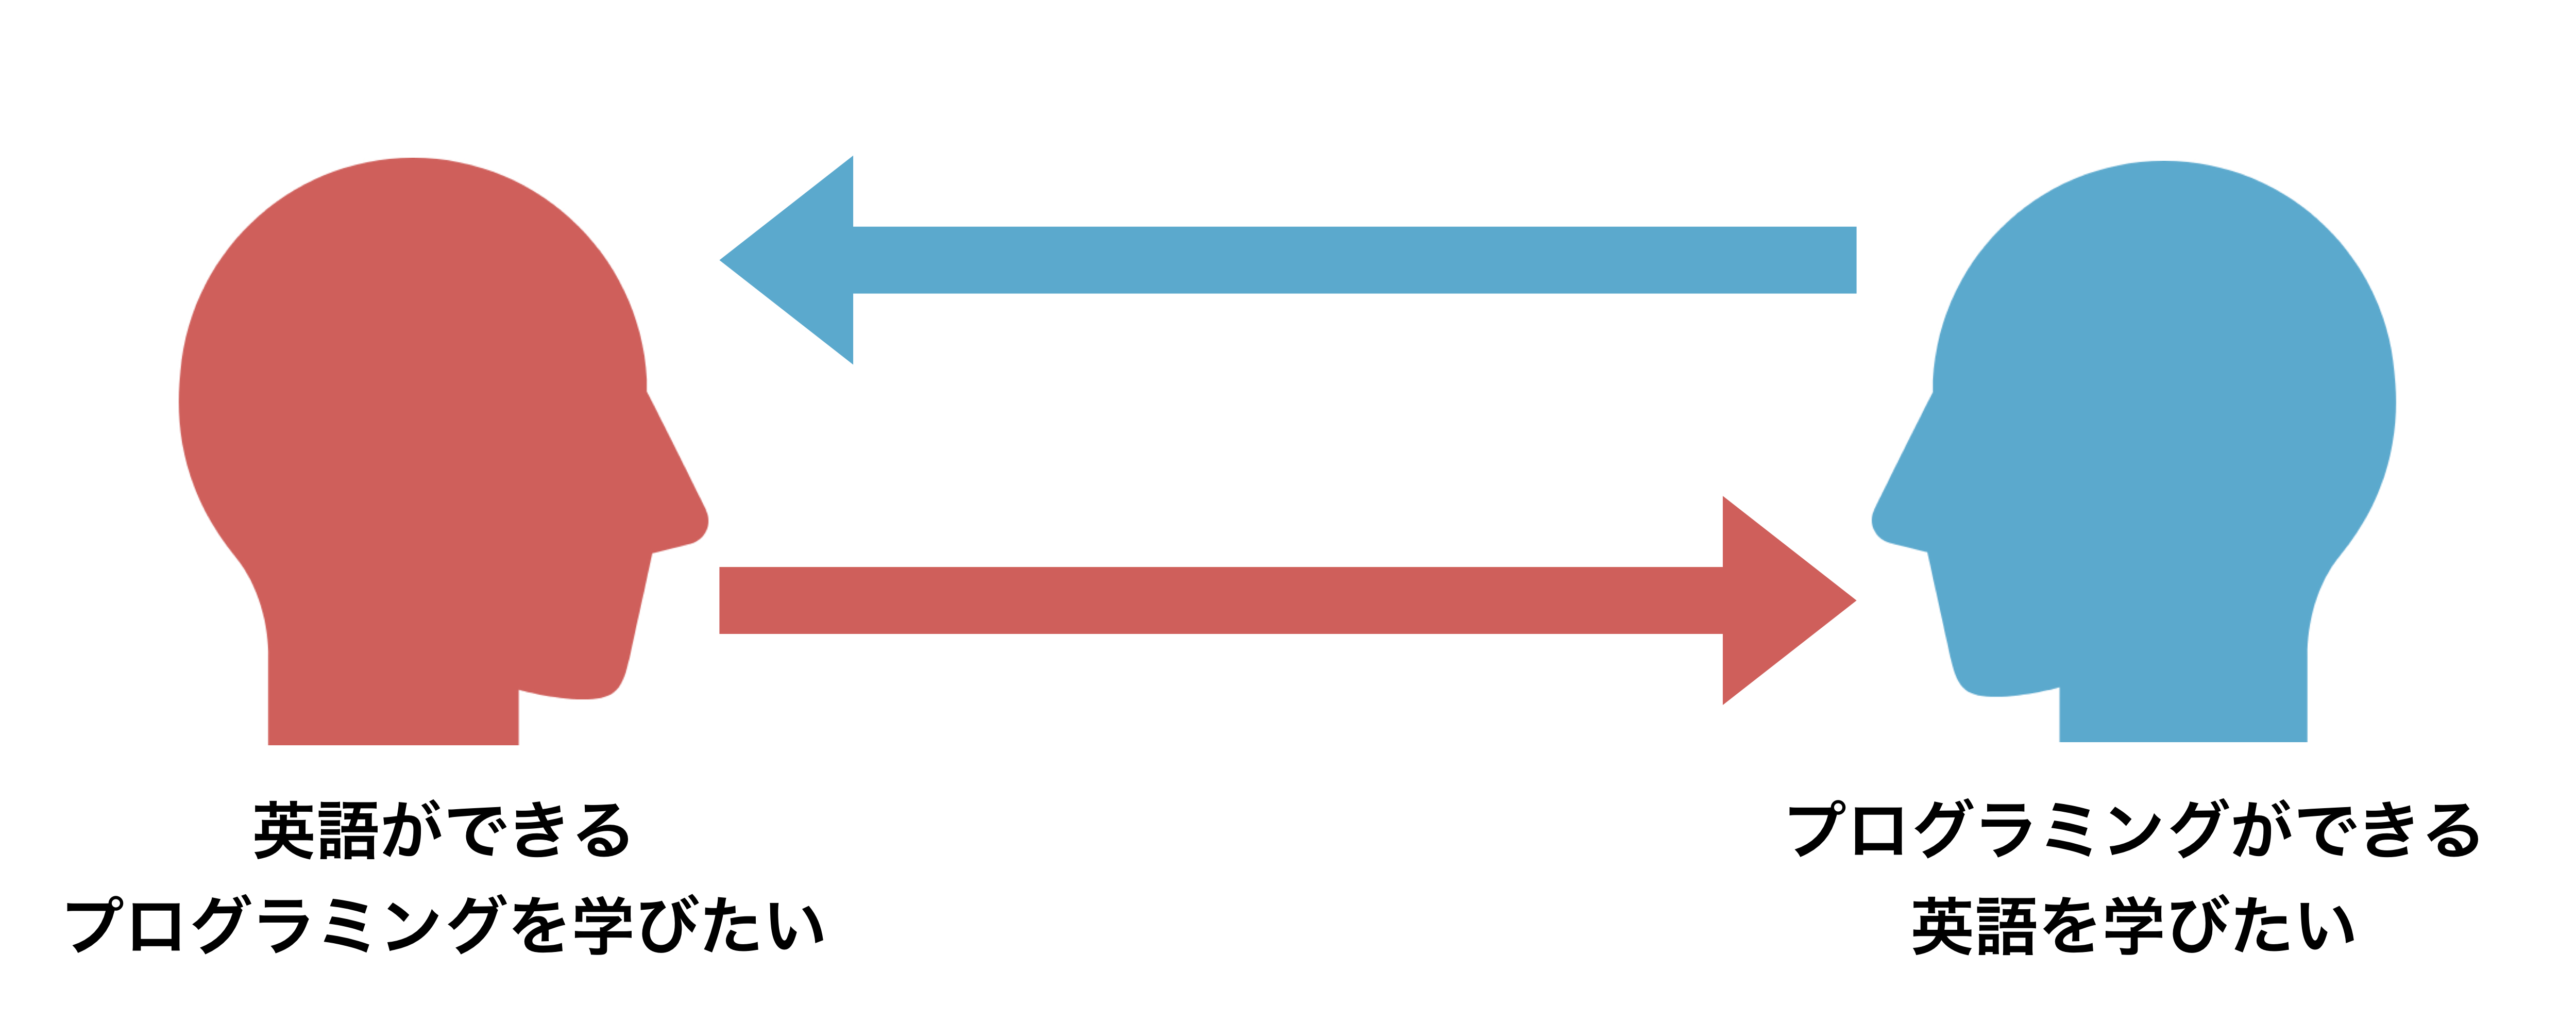 英語ができる
プログラミングを学びたい
プログラミングができる
英語を学びたい